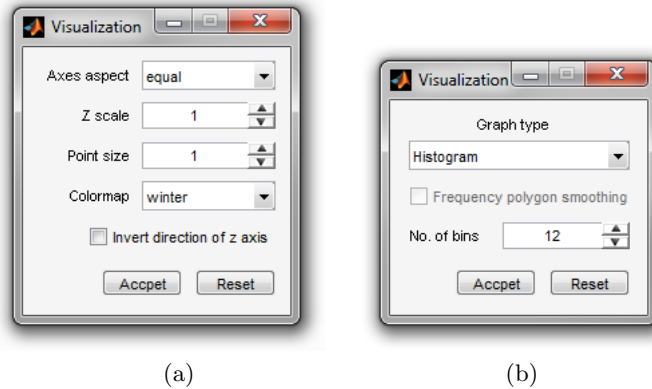 Visualization
Axes aspect equal
Z scale 1
Point size 1
Colormap winter
Invert direction of z axis
Accpet Reset
(a)
Visualization
Graph type
Histogram
Frequency polygon smoothing
No. of bins 12
Accpet Reset
(b)